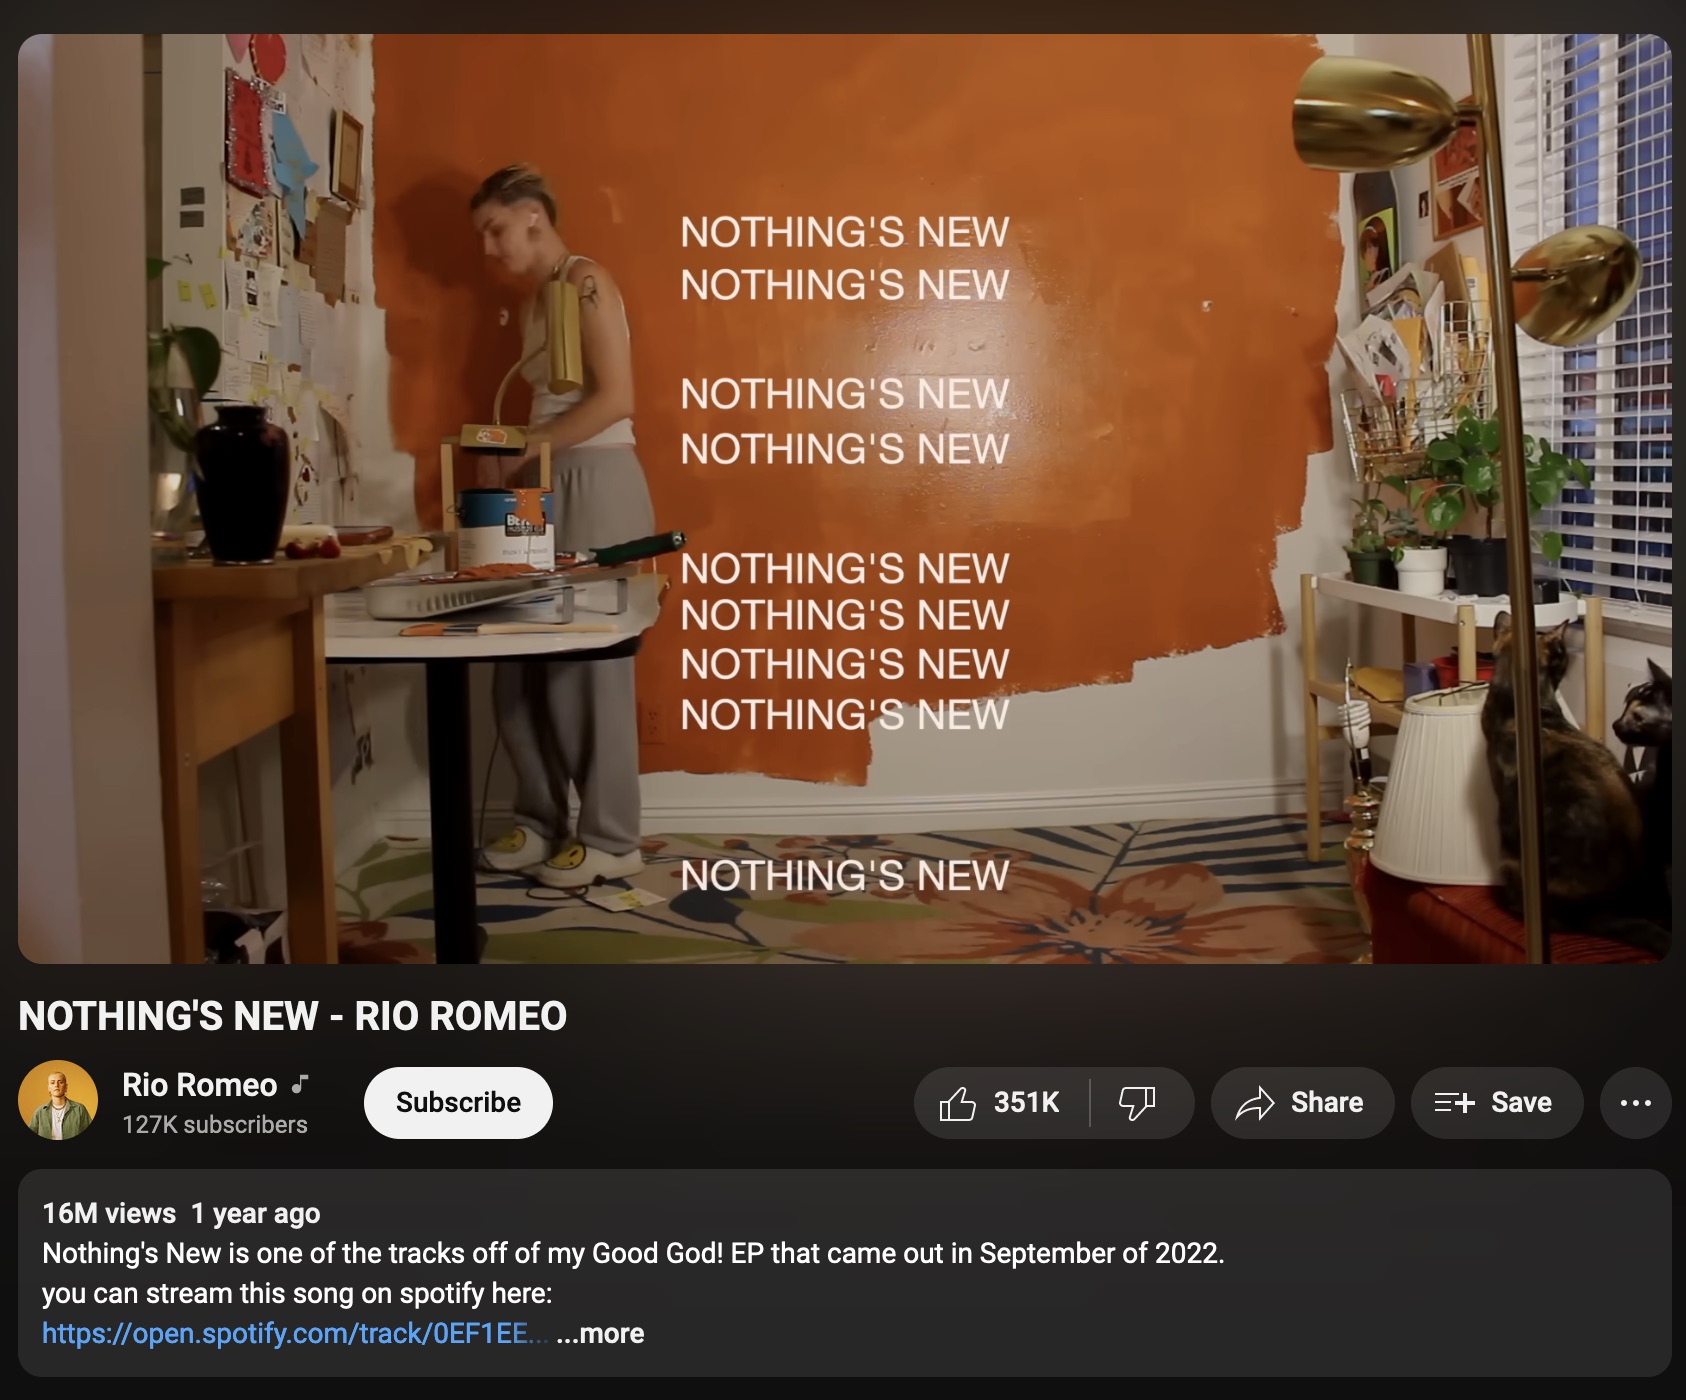 NOTHING'S NEW
NOTHING'S NEW
NOTHING'S NEW
NOTHING'S NEW
NOTHING'S NEW
NOTHING'S NEW
NOTHING'S NEW
NOTHING'S NEW
NOTHING'S NEW
NOTHING'S NEW - RIO ROMEO
Rio Romeo
127K subscribers
Subscribe
351K
Share
Save
16M views 1 year ago
Nothing's New is one of the tracks off of my Good God! EP that came out in September of 2022.
you can stream this song on spotify here:
https://open.spotify.com/track/0EF1EE... ...more